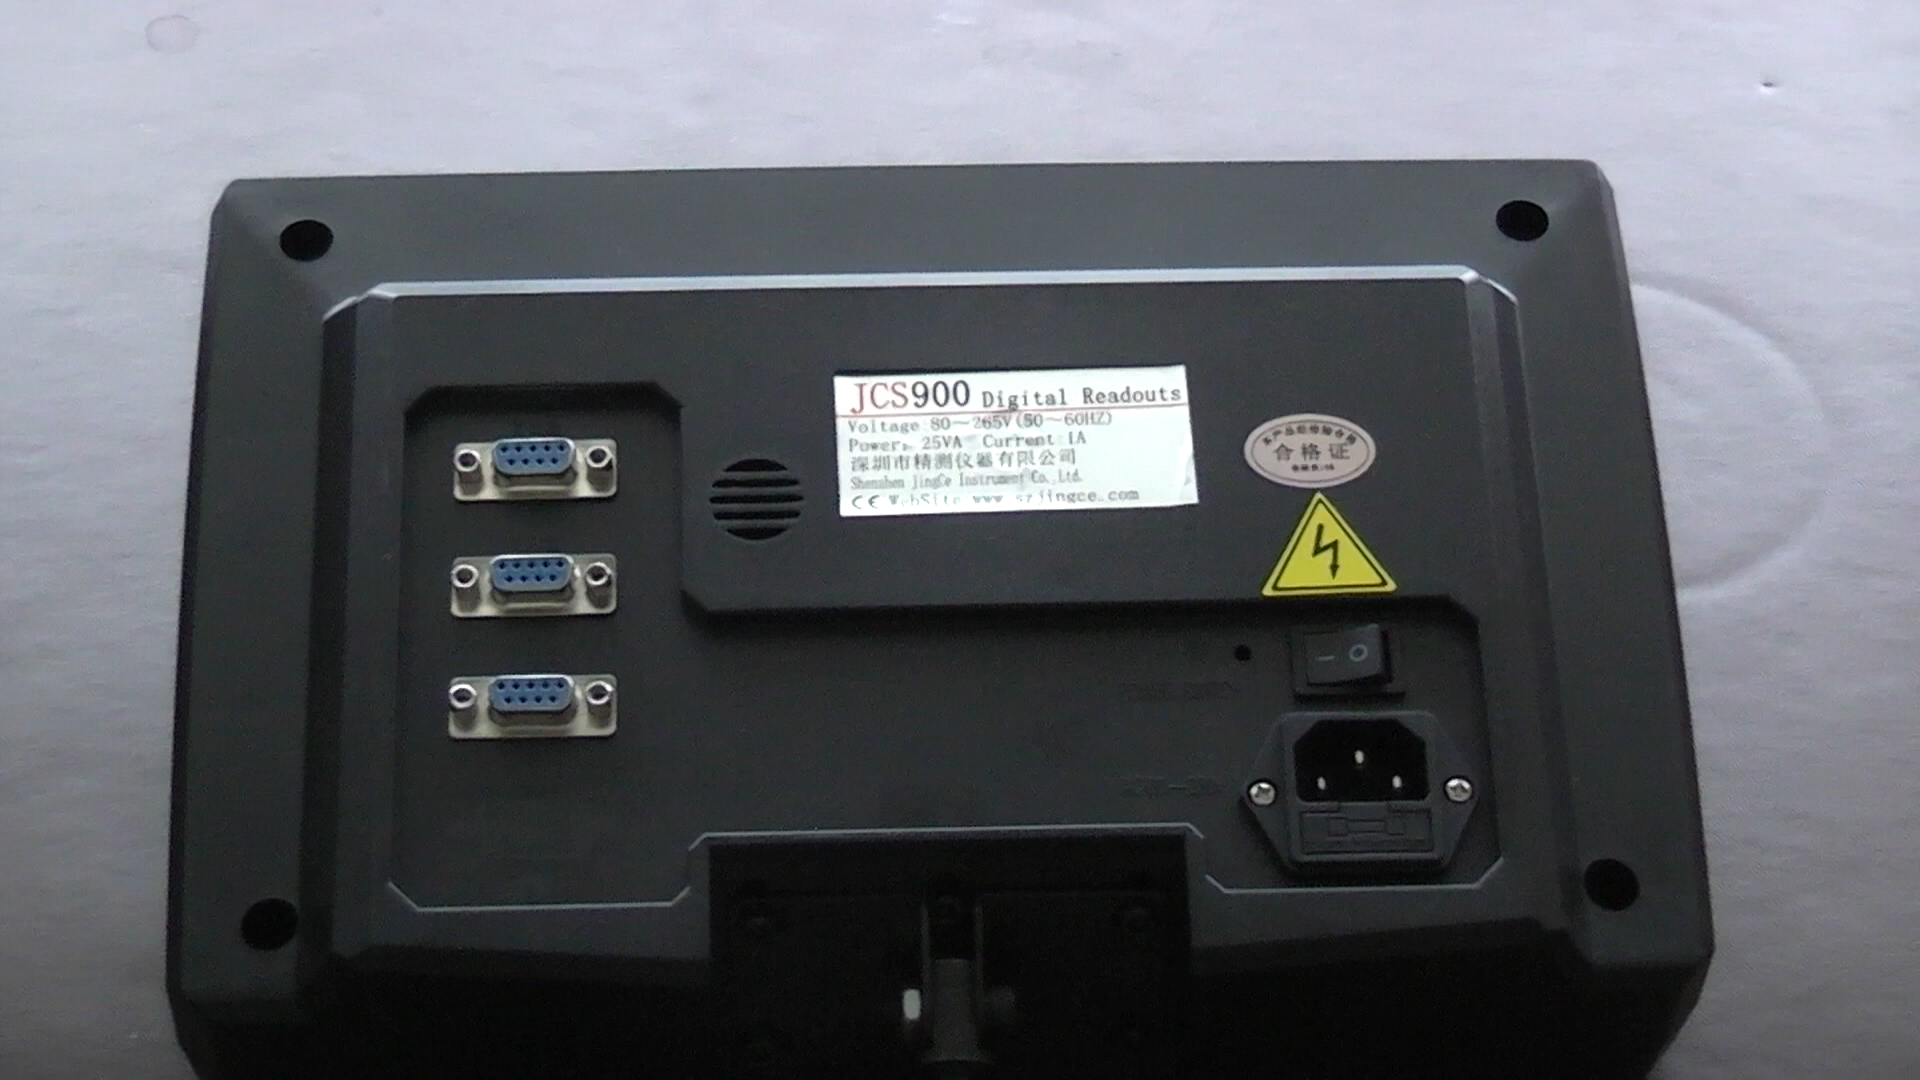 JCS900 Digital Readouts
Voltage:80～265V(50～60HZ)
Power: 25VA Current:1A
深圳市精测仪器有限公司
Shenzhen JingCe Instrument Co.,Ltd.
CE WebSite www.szjingce.com
合格证